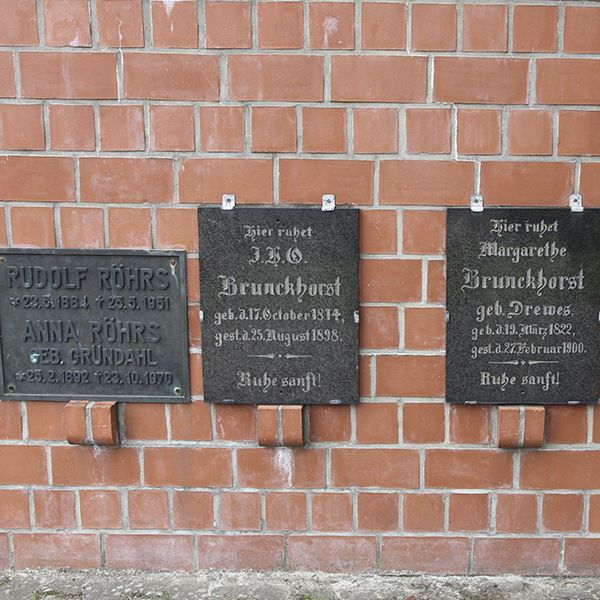 RUDOLF RÖHRS
*23.3.1884 †25.5.1951
ANNA RÖHRS
GEB. GRÜNDAHL
*25.2.1892 †23.10.1970
Hier ruhet
J.H.O.
Brunckhorst
geb. d. 17. October 1814,
gest. d. 25. August 1898.
Ruhe sanft!
Hier ruhet
Margarethe
Brunckhorst
geb. Drewes,
geb. d. 19. März 1822,
gest. d. 27. Februar 1900.
Ruhe sanft!